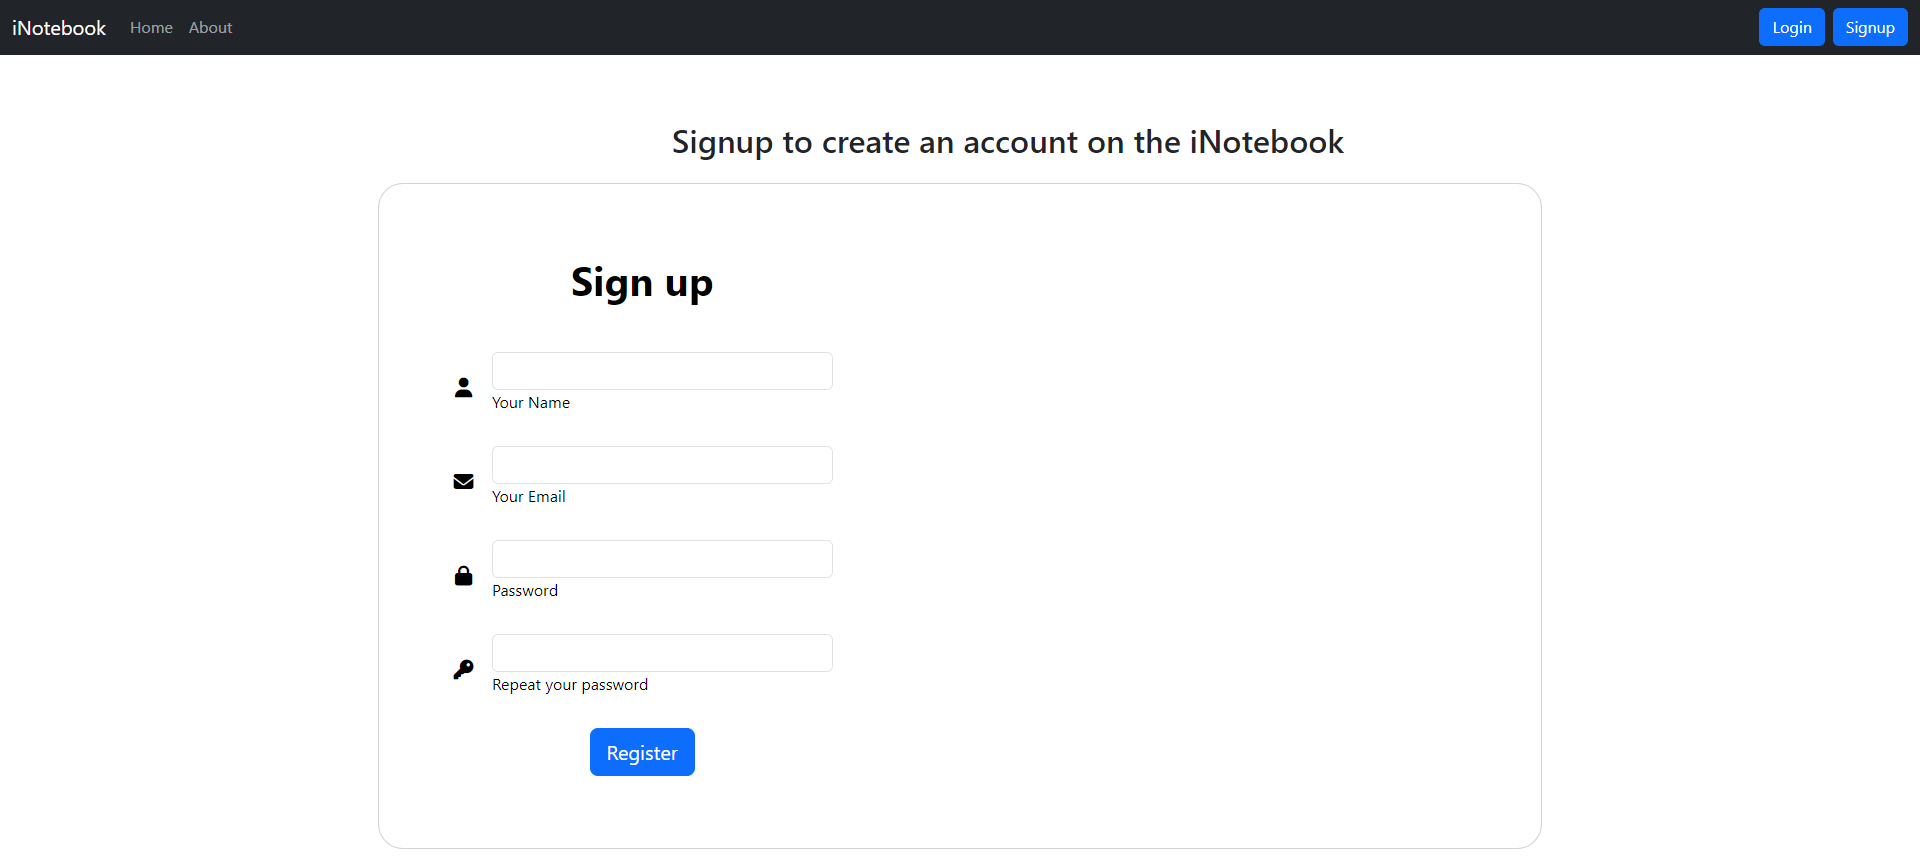 iNotebook Home About Login Signup
Signup to create an account on the iNotebook
Sign up
Your Name
Your Email
Password
Repeat your password
Register